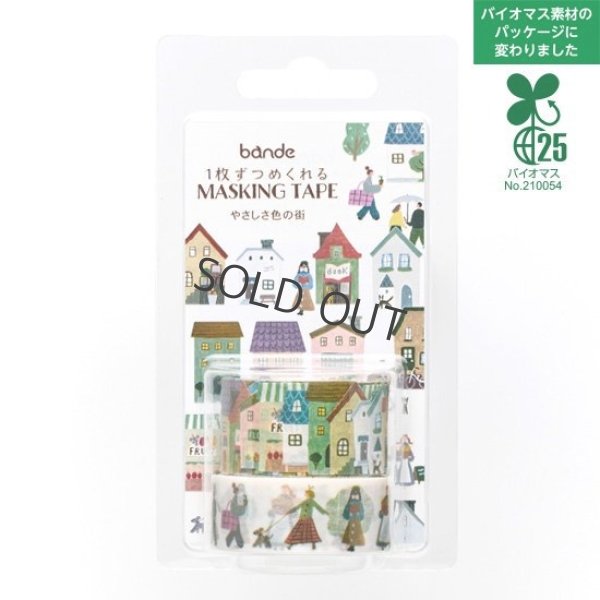 バイオマス素材の
パッケージに
変わりました
25
バイオマス
No.210054
bande
1枚ずつめくれる
MASKING TAPE
やさしさ色の街
BOOK
SOLD OUT
FRU